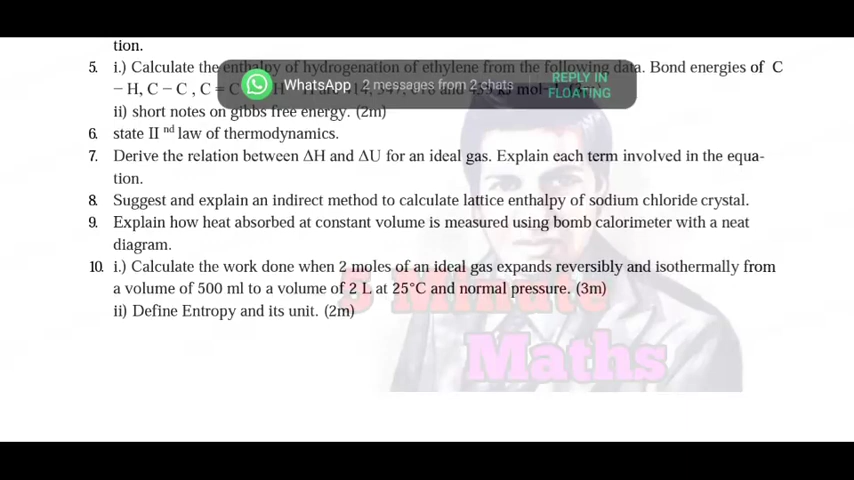 tion.
5. i.) Calculate the enthalpy of hydrogenation of ethylene from the following data. Bond energies of C
− H, C − C , C = C
WhatsApp 2 messages from 2 chats
REPLY IN
FLOATING
ii) short notes on gibbs free energy. (2m)
6. state II nd law of thermodynamics.
7. Derive the relation between ΔH and ΔU for an ideal gas. Explain each term involved in the equa-
tion.
8. Suggest and explain an indirect method to calculate lattice enthalpy of sodium chloride crystal.
9. Explain how heat absorbed at constant volume is measured using bomb calorimeter with a neat
diagram.
10. i.) Calculate the work done when 2 moles of an ideal gas expands reversibly and isothermally from
a volume of 500 ml to a volume of 2 L at 25°C and normal pressure. (3m)
ii) Define Entropy and its unit. (2m)
5 Minute
Maths